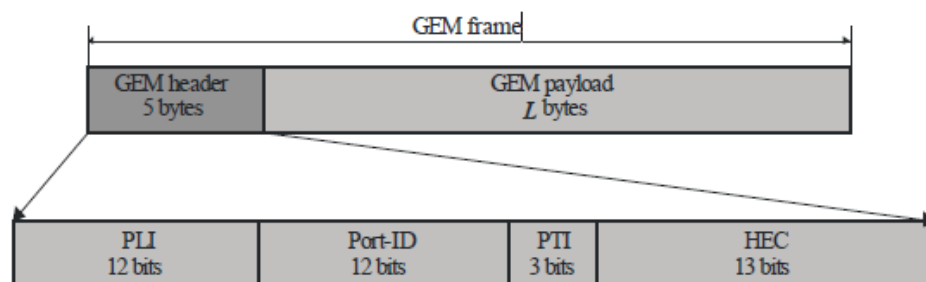 GEM frame
GEM header
5 bytes
GEM payload
L bytes
PLI
12 bits
Port-ID
12 bits
PTI
3 bits
HEC
13 bits